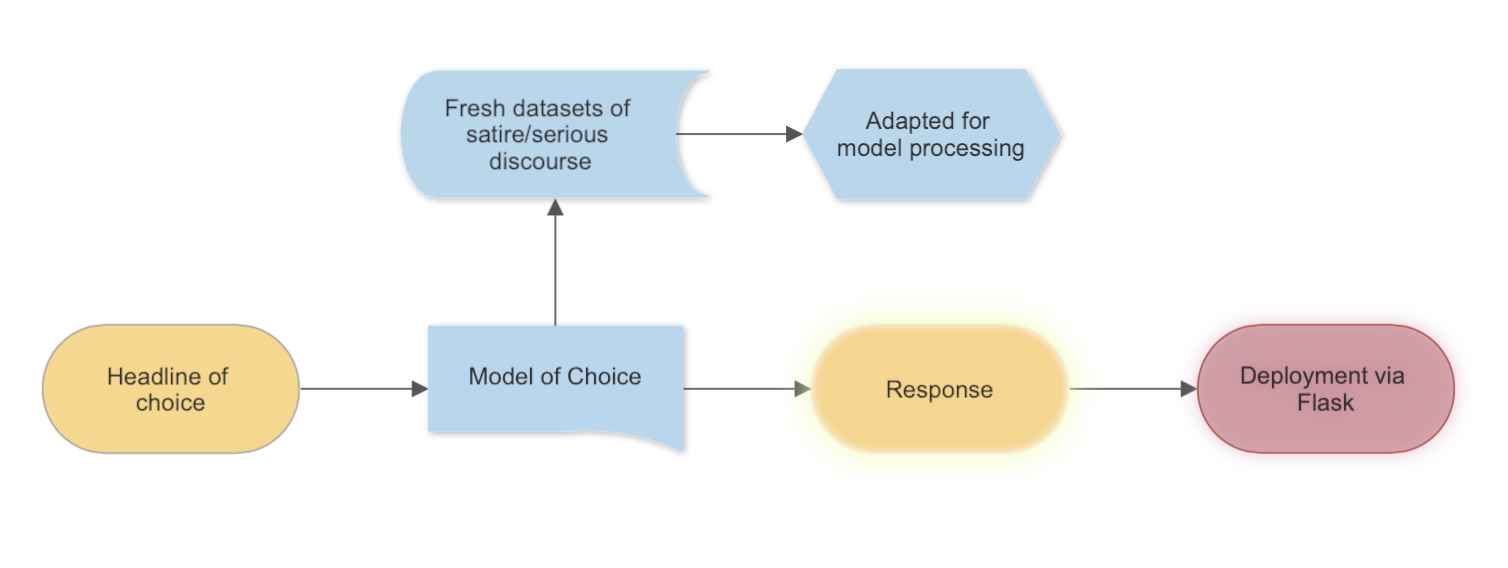 Fresh datasets of
satire/serious
discourse
Adapted for
model processing
Headline of
choice
Model of Choice
Response
Deployment via
Flask